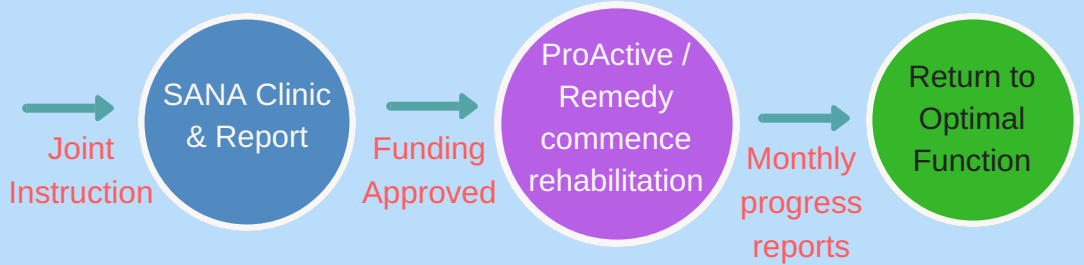 Joint
Instruction
SANA Clinic
& Report
Funding
Approved
ProActive /
Remedy
commence
rehabilitation
Monthly
progress
reports
Return to
Optimal
Function